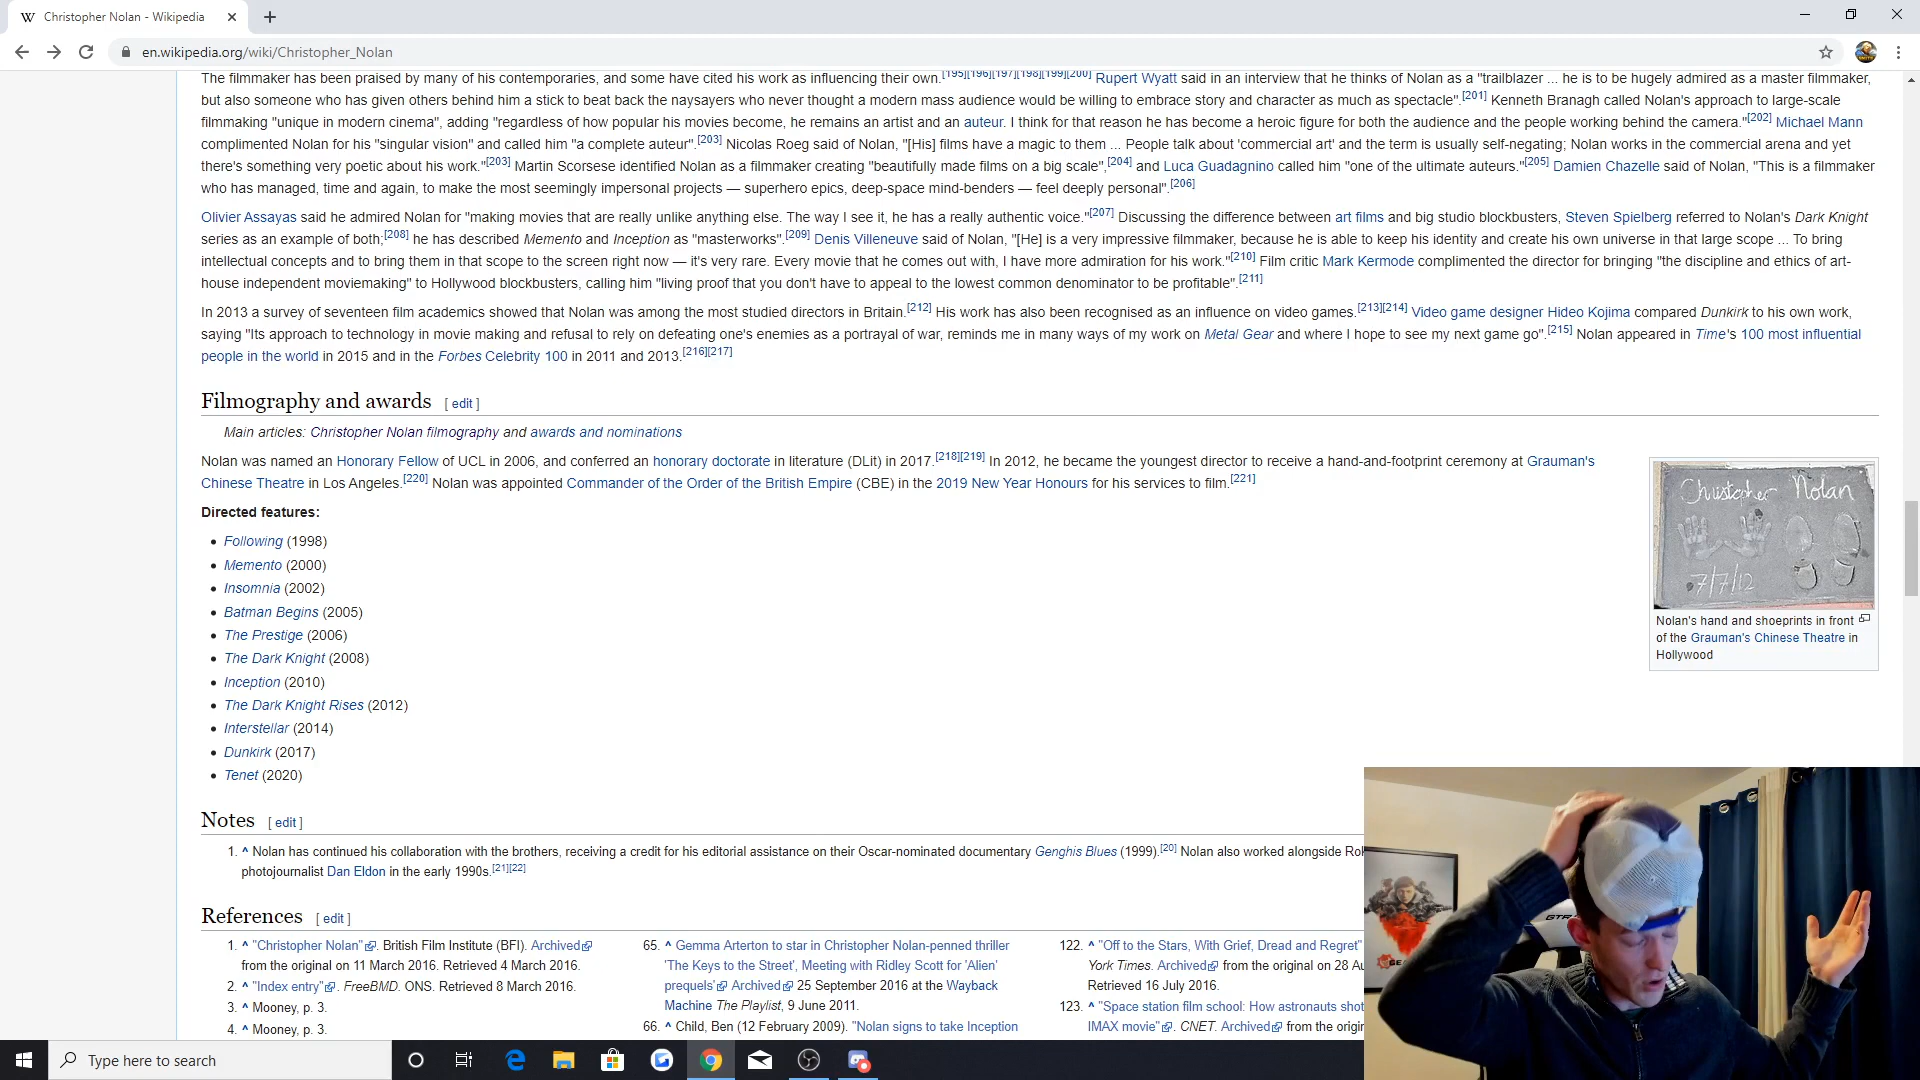 Christopher Nolan - Wikipedia
en.wikipedia.org/wiki/Christopher_Nolan
The filmmaker has been praised by many of his contemporaries, and some have cited his work as influencing their own.[195][196][197][198][199][200] Rupert Wyatt said in an interview that he thinks of Nolan as a "trailblazer ... he is to be hugely admired as a master filmmaker,
but also someone who has given others behind him a stick to beat back the naysayers who never thought a modern mass audience would be willing to embrace story and character as much as spectacle".[201] Kenneth Branagh called Nolan's approach to large-scale
filmmaking "unique in modern cinema", adding "regardless of how popular his movies become, he remains an artist and an auteur. I think for that reason he has become a heroic figure for both the audience and the people working behind the camera."[202] Michael Mann
complimented Nolan for his "singular vision" and called him "a complete auteur".[203] Nicolas Roeg said of Nolan, "[His] films have a magic to them ... People talk about 'commercial art' and the term is usually self-negating; Nolan works in the commercial arena and yet
there's something very poetic about his work."[203] Martin Scorsese identified Nolan as a filmmaker creating "beautifully made films on a big scale",[204] and Luca Guadagnino called him "one of the ultimate auteurs."[205] Damien Chazelle said of Nolan, "This is a filmmaker
who has managed, time and again, to make the most seemingly impersonal projects — superhero epics, deep-space mind-benders — feel deeply personal".[206]
Olivier Assayas said he admired Nolan for "making movies that are really unlike anything else. The way I see it, he has a really authentic voice."[207] Discussing the difference between art films and big studio blockbusters, Steven Spielberg referred to Nolan's Dark Knight
series as an example of both;[208] he has described Memento and Inception as "masterworks".[209] Denis Villeneuve said of Nolan, "[He] is a very impressive filmmaker, because he is able to keep his identity and create his own universe in that large scope ... To bring
intellectual concepts and to bring them in that scope to the screen right now — it's very rare. Every movie that he comes out with, I have more admiration for his work."[210] Film critic Mark Kermode complimented the director for bringing "the discipline and ethics of art-
house independent moviemaking" to Hollywood blockbusters, calling him "living proof that you don't have to appeal to the lowest common denominator to be profitable".[211]
In 2013 a survey of seventeen film academics showed that Nolan was among the most studied directors in Britain.[212] His work has also been recognised as an influence on video games.[213][214] Video game designer Hideo Kojima compared Dunkirk to his own work,
saying "Its approach to technology in movie making and refusal to rely on defeating one's enemies as a portrayal of war, reminds me in many ways of my work on Metal Gear and where I hope to see my next game go".[215] Nolan appeared in Time's 100 most influential
people in the world in 2015 and in the Forbes Celebrity 100 in 2011 and 2013.[216][217]
Filmography and awards [ edit ]
Main articles: Christopher Nolan filmography and awards and nominations
Nolan was named an Honorary Fellow of UCL in 2006, and conferred an honorary doctorate in literature (DLit) in 2017.[218][219] In 2012, he became the youngest director to receive a hand-and-footprint ceremony at Grauman's
Chinese Theatre in Los Angeles.[220] Nolan was appointed Commander of the Order of the British Empire (CBE) in the 2019 New Year Honours for his services to film.[221]
Directed features:
Following (1998)
Memento (2000)
Insomnia (2002)
Batman Begins (2005)
The Prestige (2006)
The Dark Knight (2008)
Inception (2010)
The Dark Knight Rises (2012)
Interstellar (2014)
Dunkirk (2017)
Tenet (2020)
Christopher Nolan
7/7/12
Nolan's hand and shoeprints in front
of the Grauman's Chinese Theatre in
Hollywood
Notes [ edit ]
1. ^ Nolan has continued his collaboration with the brothers, receiving a credit for his editorial assistance on their Oscar-nominated documentary Genghis Blues (1999).[20] Nolan also worked alongside Rok
photojournalist Dan Eldon in the early 1990s.[21][22]
References [ edit ]
1. ^ "Christopher Nolan". British Film Institute (BFI). Archived
from the original on 11 March 2016. Retrieved 4 March 2016.
2. ^ "Index entry". FreeBMD. ONS. Retrieved 8 March 2016.
3. ^ Mooney, p. 3.
4. ^ Mooney, p. 3.
65. ^ Gemma Arterton to star in Christopher Nolan-penned thriller
'The Keys to the Street', Meeting with Ridley Scott for 'Alien'
prequels' Archived 25 September 2016 at the Wayback
Machine The Playlist, 9 June 2011.
66. ^ Child, Ben (12 February 2009). "Nolan signs to take Inception
122. ^ "Off to the Stars, With Grief, Dread and Regret"
York Times. Archived from the original on 28 Au
Retrieved 16 July 2016.
123. ^ "Space station film school: How astronauts shot
IMAX movie". CNET. Archived from the origin
GTR
Type here to search